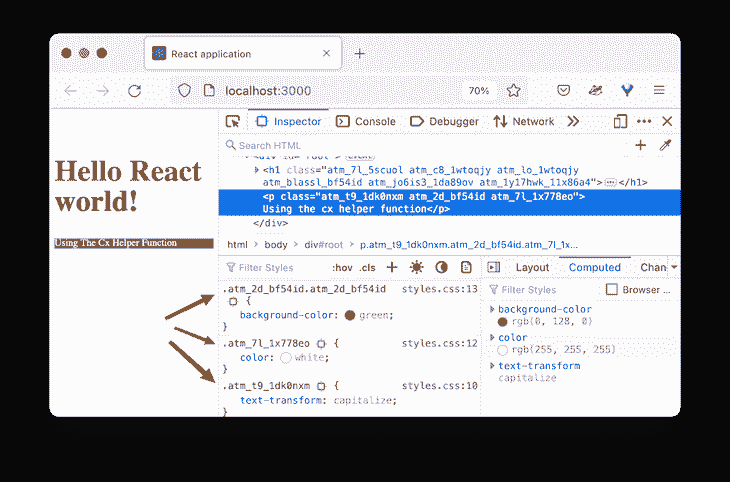 React application
localhost:3000
70%
Inspector
Console
Debugger
Network
Search HTML
<div id="root"> event
<h1 class="atm_7l_5scuol atm_c8_1wtoqjy atm_lo_1wtoqjy
atm_blassl_bf54id atm_jo6is3_1da89ov atm_1y17hwk_11x86a4">…</h1>
<p class="atm_t9_1dk0nxm atm_2d_bf54id atm_7l_1x778eo">
Using the cx helper function</p>
</div>
html
body
div#root
p.atm_t9_1dk0nxm.atm_2d_bf54id.atm_7l_1x…
Hello React
world!
Using The Cx Helper Function
Filter Styles
:hov .cls
.atm_2d_bf54id.atm_2d_bf54id styles.css:13
{
background-color: green;
}
.atm_7l_1x778eo { styles.css:12
color: white;
}
.atm_t9_1dk0nxm { styles.css:10
text-transform: capitalize;
}
Layout
Computed
Chan
Filter Styles
Browser …
background-color
rgb(0, 128, 0)
color
rgb(255, 255, 255)
text-transform
capitalize